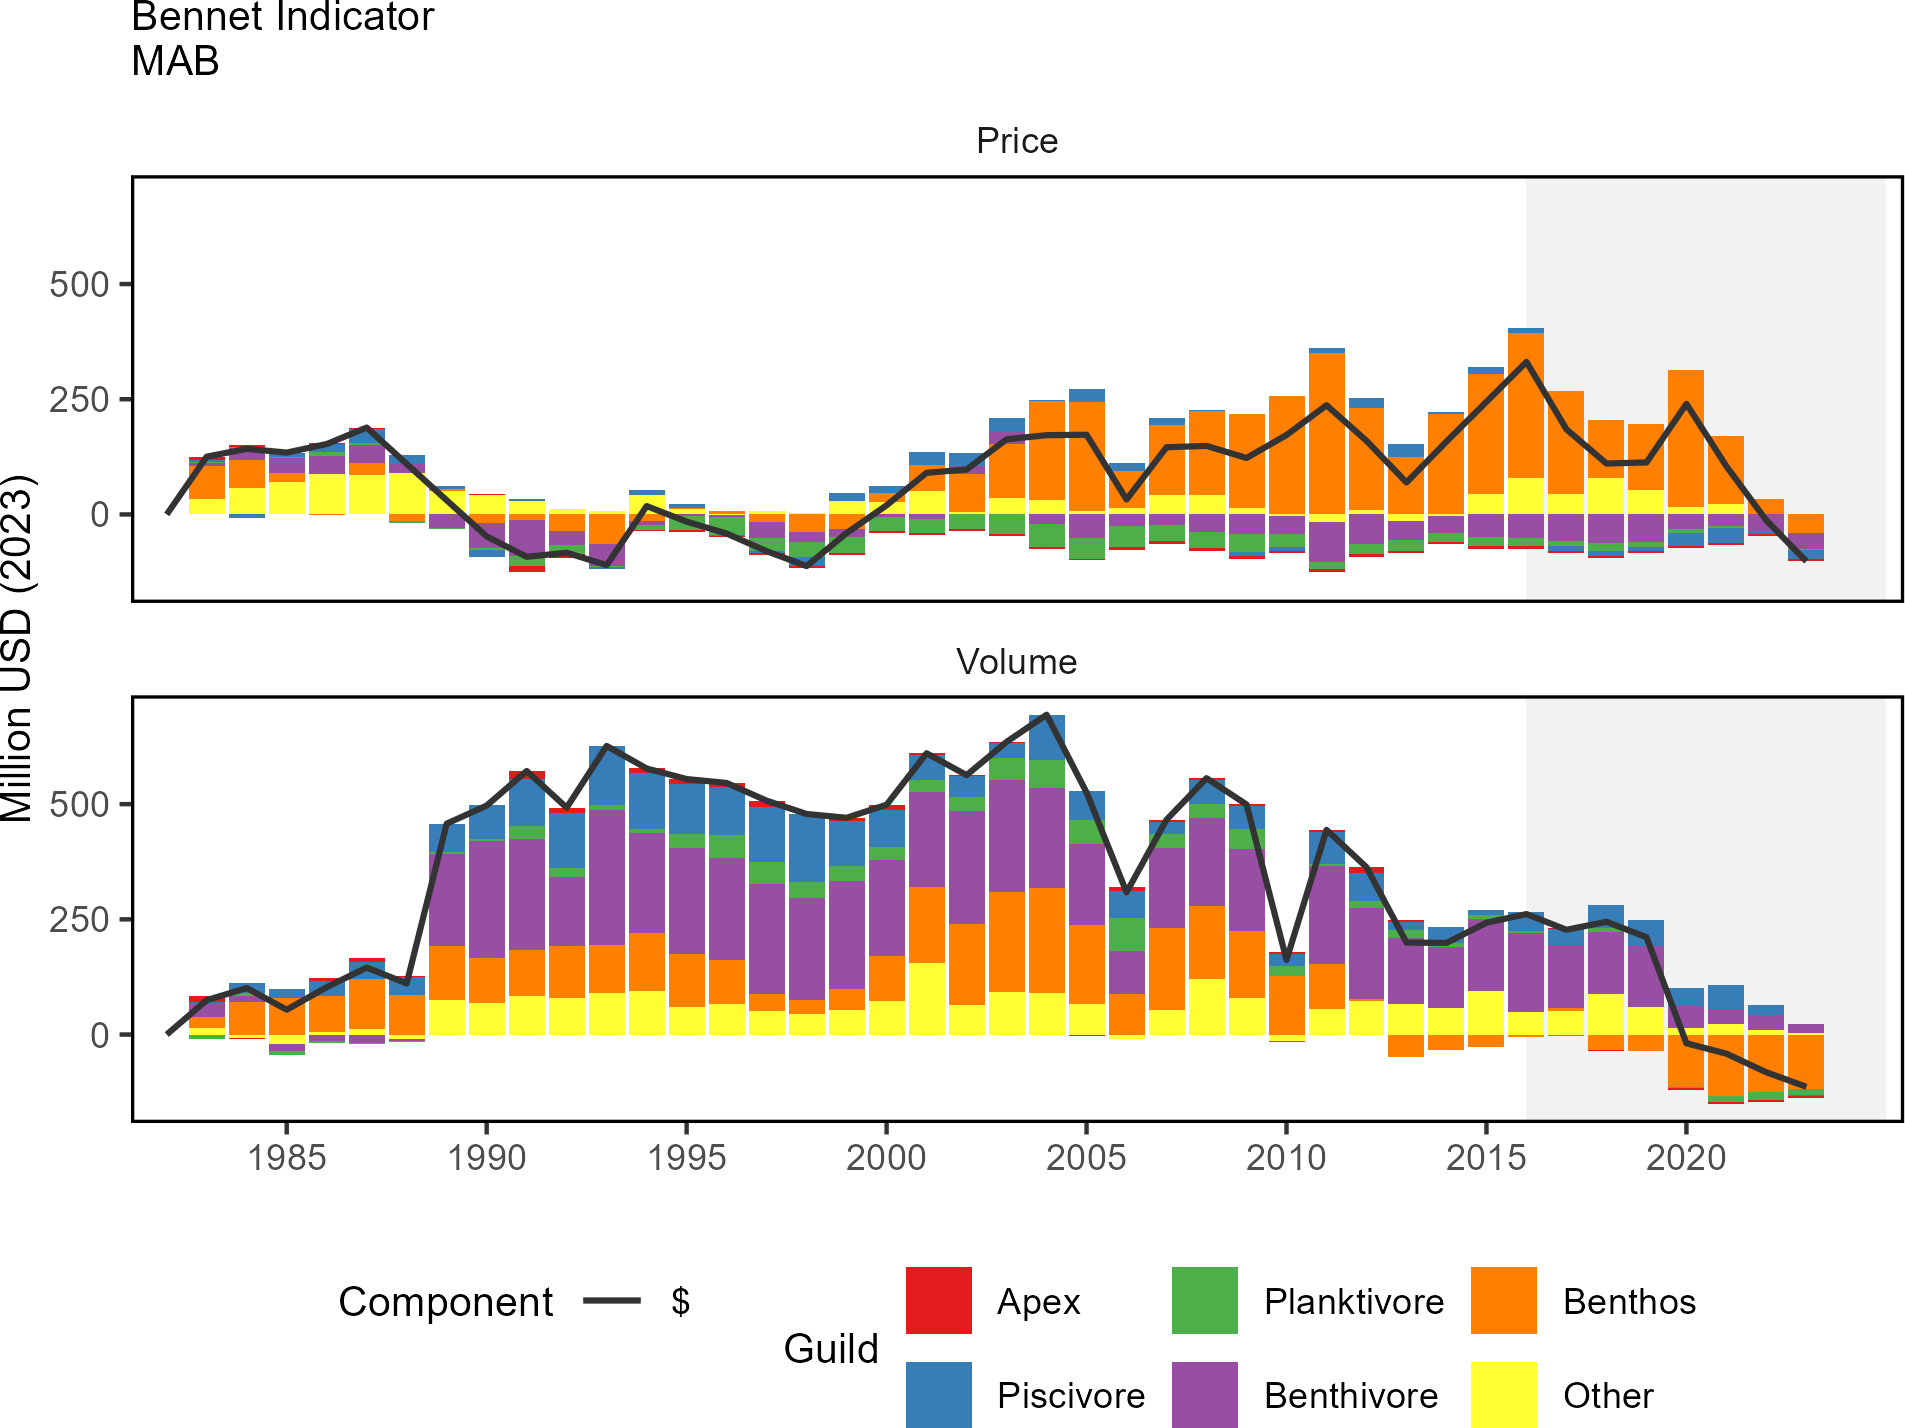 Bennet Indicator
MAB
Price
500
250
0
Million USD (2023)
Volume
500
250
0
1985 1990 1995 2000 2005 2010 2015 2020
Component $
Guild
Apex Planktivore Benthos
Piscivore Benthivore Other